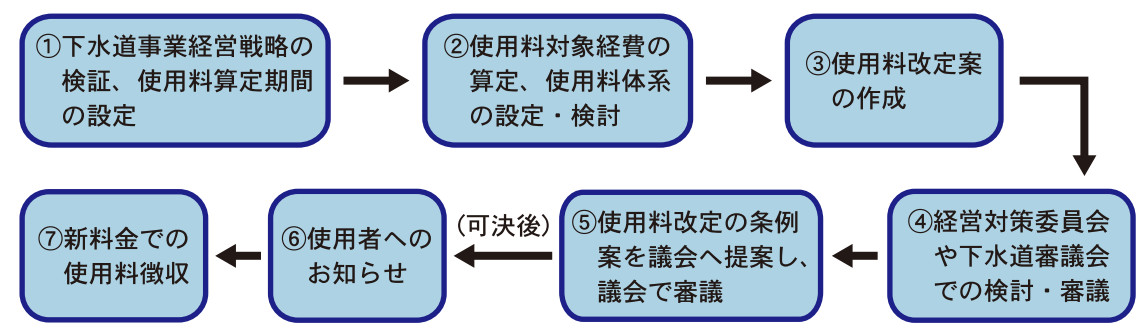 ①下水道事業経営戦略の
検証、使用料算定期間
の設定
②使用料対象経費の
算定、使用料体系
の設定・検討
③使用料改定案
の作成
④経営対策委員会
や下水道審議会
での検討・審議
⑤使用料改定の条例
案を議会へ提案し、
議会で審議
(可決後)
⑥使用者への
お知らせ
⑦新料金での
使用料徴収